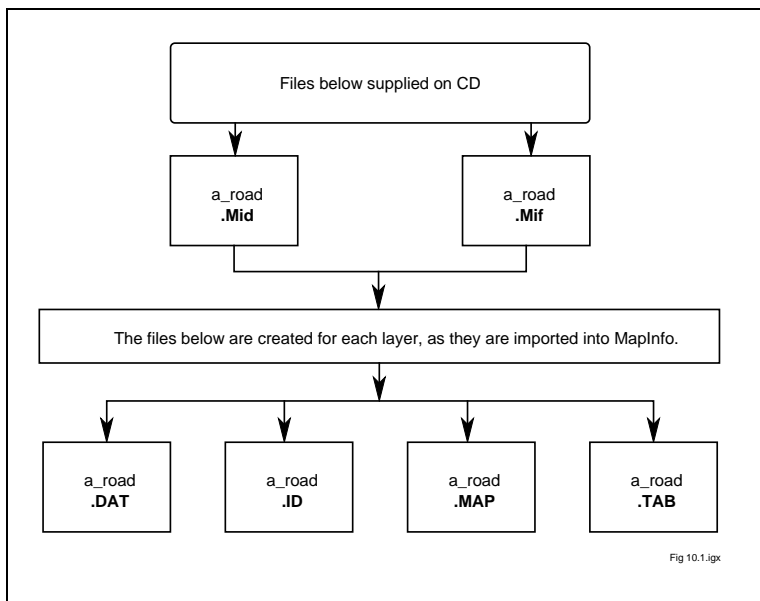 Files below supplied on CD
a_road
.Mid
a_road
.Mif
The files below are created for each layer, as they are imported into MapInfo.
a_road
.DAT
a_road
.ID
a_road
.MAP
a_road
.TAB
Fig 10.1.igx